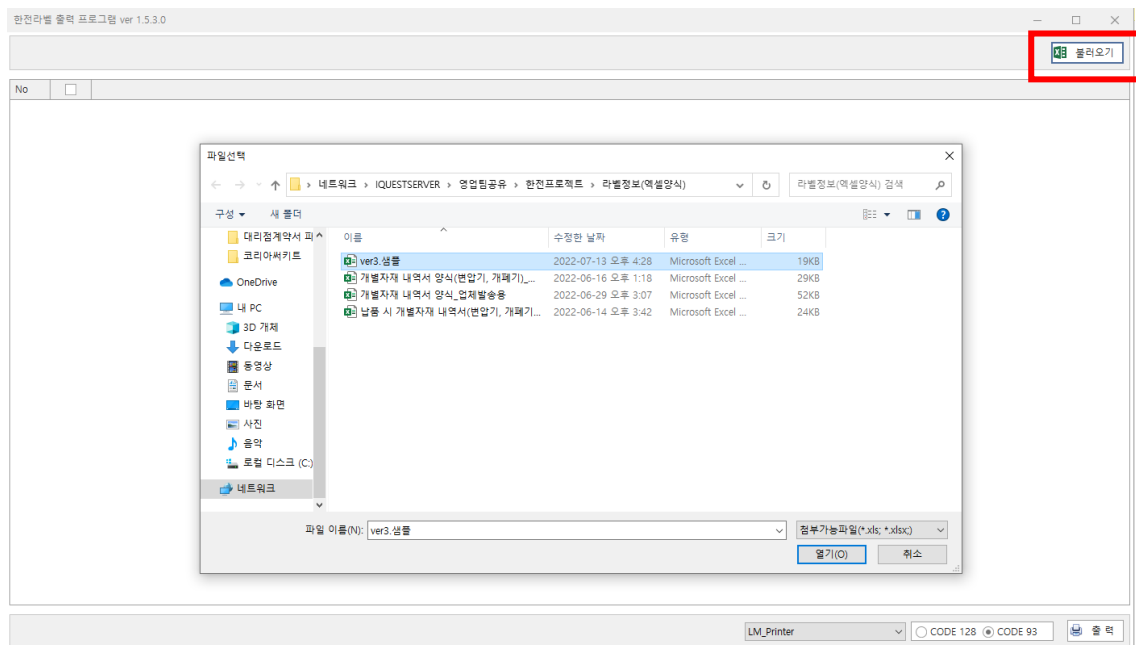 한전라벨 출력 프로그램 ver 1.5.3.0
불러오기
No
파일선택
네트워크 › IQUESTSERVER › 영업팀공유 › 한전프로젝트 › 라벨정보(엑셀양식)
라벨정보(엑셀양식) 검색
구성 새 폴더
이름 수정한 날짜 유형 크기
대리점계약서 피
코리아써키트
OneDrive
내 PC
3D 개체
다운로드
동영상
문서
바탕 화면
사진
음악
로컬 디스크 (C:)
네트워크
ver3.샘플 2022-07-13 오후 4:28 Microsoft Excel ... 19KB
개별자재 내역서 양식(변압기, 개폐기)_... 2022-06-16 오후 1:18 Microsoft Excel ... 29KB
개별자재 내역서 양식_업체발송용 2022-06-29 오후 3:07 Microsoft Excel ... 52KB
납품 시 개별자재 내역서(변압기, 개폐기... 2022-06-14 오후 3:42 Microsoft Excel ... 24KB
파일 이름(N): ver3.샘플
첨부가능파일(*.xls; *.xlsx;)
열기(O) 취소
LM_Printer CODE 128 CODE 93 출 력